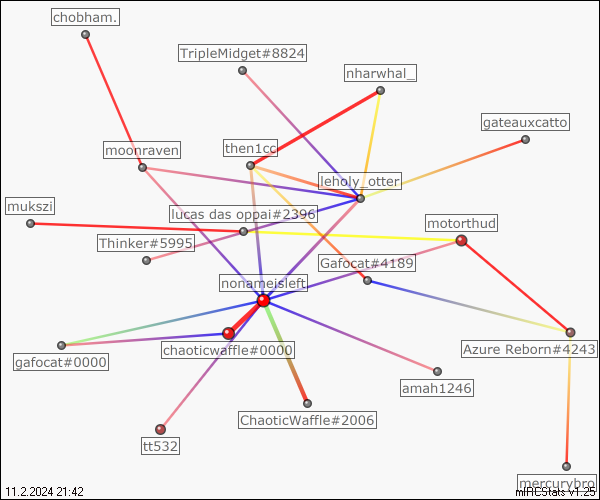 chobham.
TripleMidget#8824
nharwhal_
gateauxcatto
then1cc
moonraven
leholy_otter
mukszi
lucas das oppai#2396
motorthud
Thinker#5995
Gafocat#4189
nonameisleft
chaoticwaffle#0000
Azure Reborn#4243
gafocat#0000
amah1246
ChaoticWaffle#2006
tt532
mercurybro
11.2.2024 21:42
mIRCStats v1.25